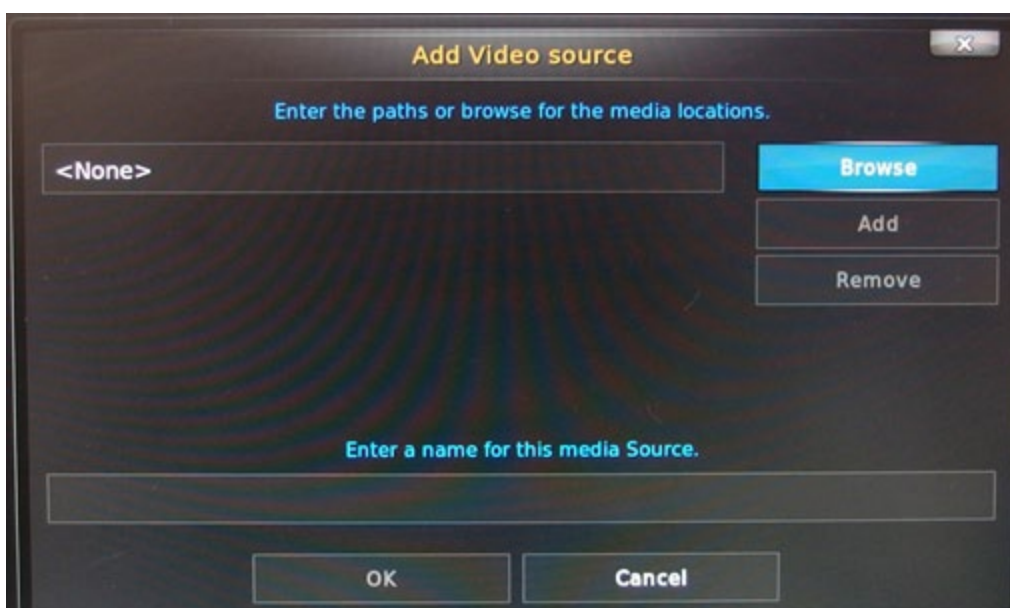 Add Video source
Enter the paths or browse for the media locations.
<None>
Browse
Add
Remove
Enter a name for this media Source.
OK
Cancel